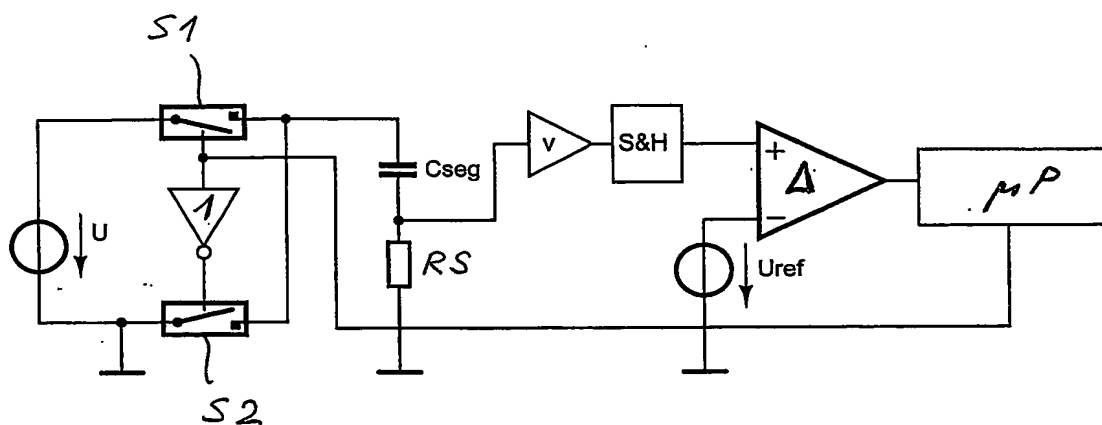 S1
Cseg
v
S&H
+
Δ
−
μP
1
U
RS
Uref
S2